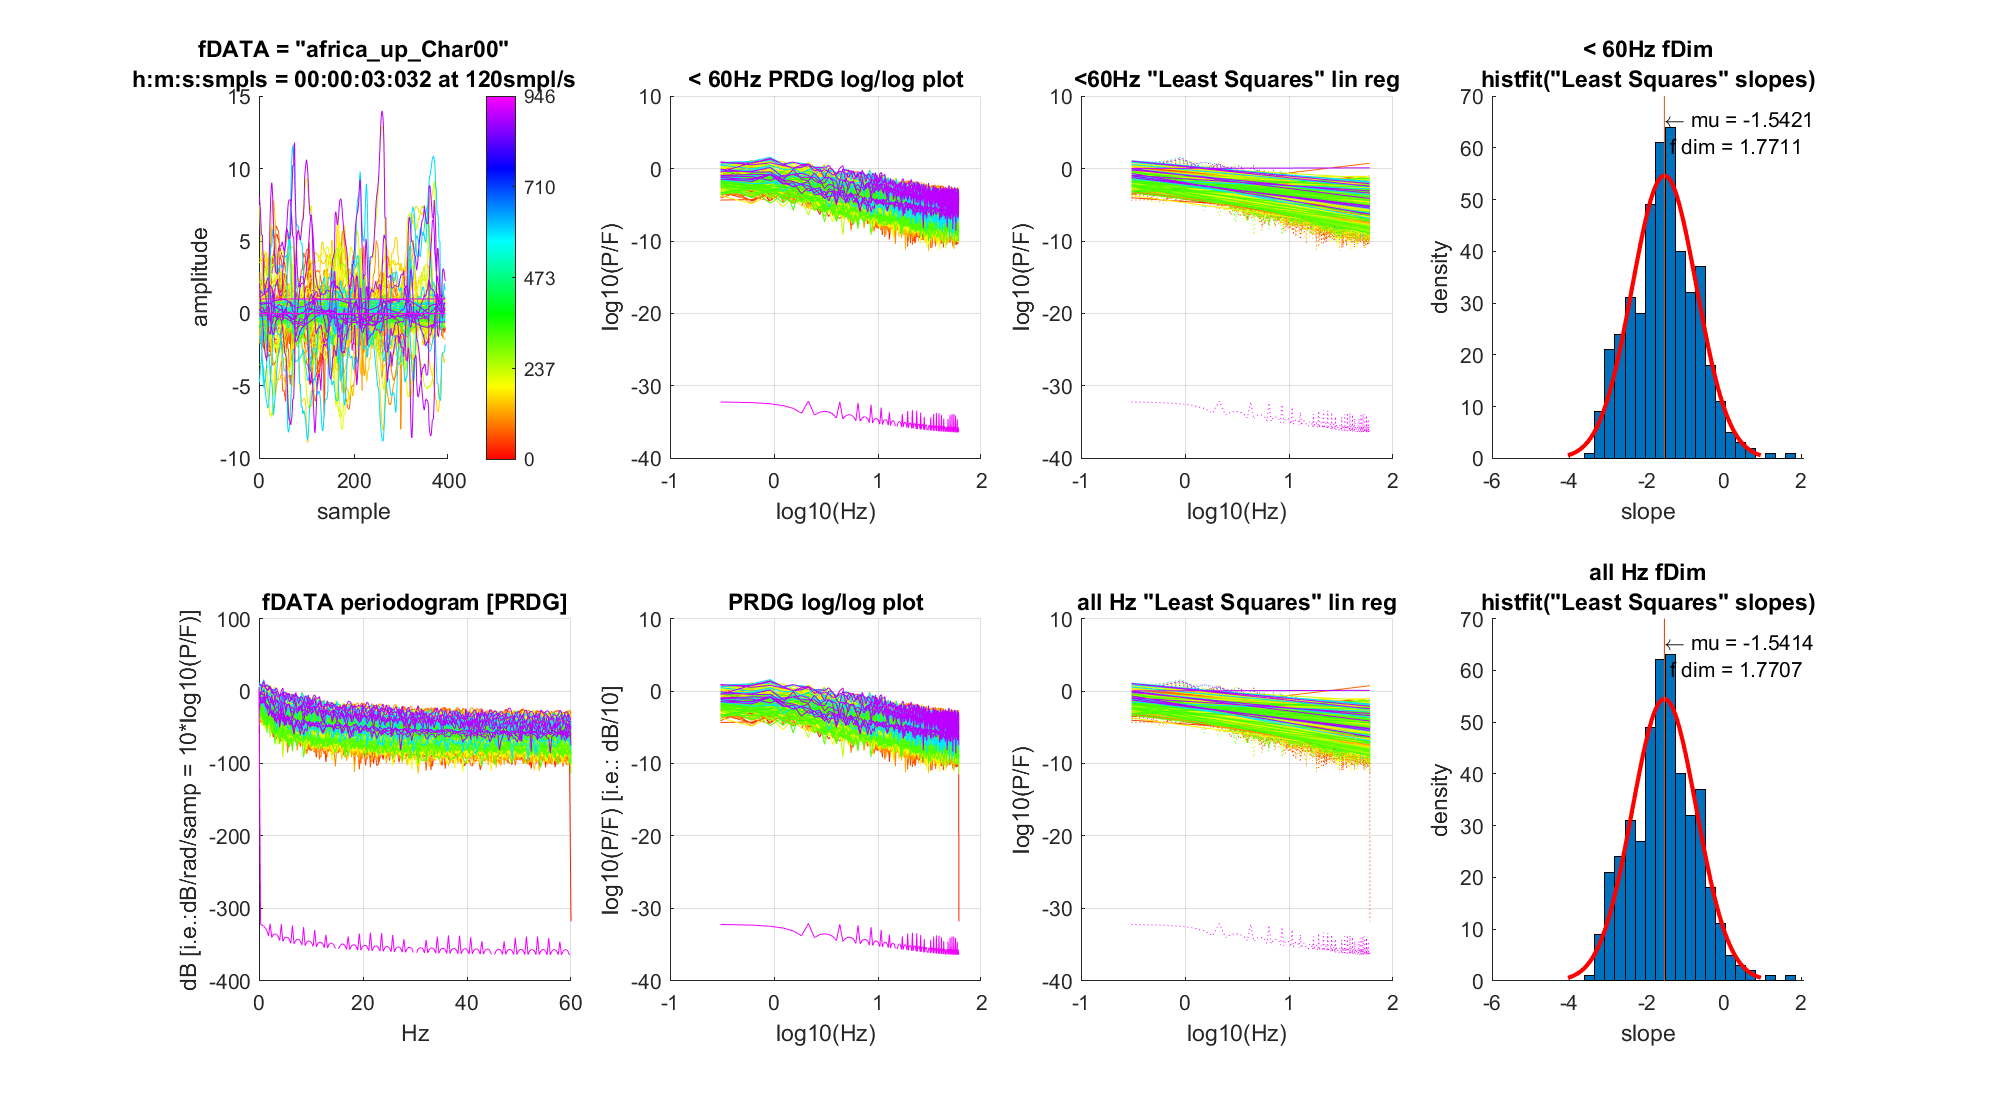 fDATA = "africa_up_Char00"
h:m:s:smpls = 00:00:03:032 at 120smpl/s
15
10
5
0
-5
-10
amplitude
0 200 400
sample
946
710
473
237
0
< 60Hz PRDG log/log plot
10
0
-10
-20
-30
-40
log10(P/F)
-1 0 1 2
log10(Hz)
<60Hz "Least Squares" lin reg
10
0
-10
-20
-30
-40
log10(P/F)
-1 0 1 2
log10(Hz)
< 60Hz fDim
histfit("Least Squares" slopes)
70
60
50
40
30
20
10
0
density
← mu = -1.5421
f dim = 1.7711
-6 -4 -2 0 2
slope
fDATA periodogram [PRDG]
100
0
-100
-200
-300
-400
dB [i.e.:dB/rad/samp = 10*log10(P/F)]
0 20 40 60
Hz
PRDG log/log plot
10
0
-10
-20
-30
-40
log10(P/F) [i.e.: dB/10]
-1 0 1 2
log10(Hz)
all Hz "Least Squares" lin reg
10
0
-10
-20
-30
-40
log10(P/F)
-1 0 1 2
log10(Hz)
all Hz fDim
histfit("Least Squares" slopes)
70
60
50
40
30
20
10
0
density
← mu = -1.5414
f dim = 1.7707
-6 -4 -2 0 2
slope